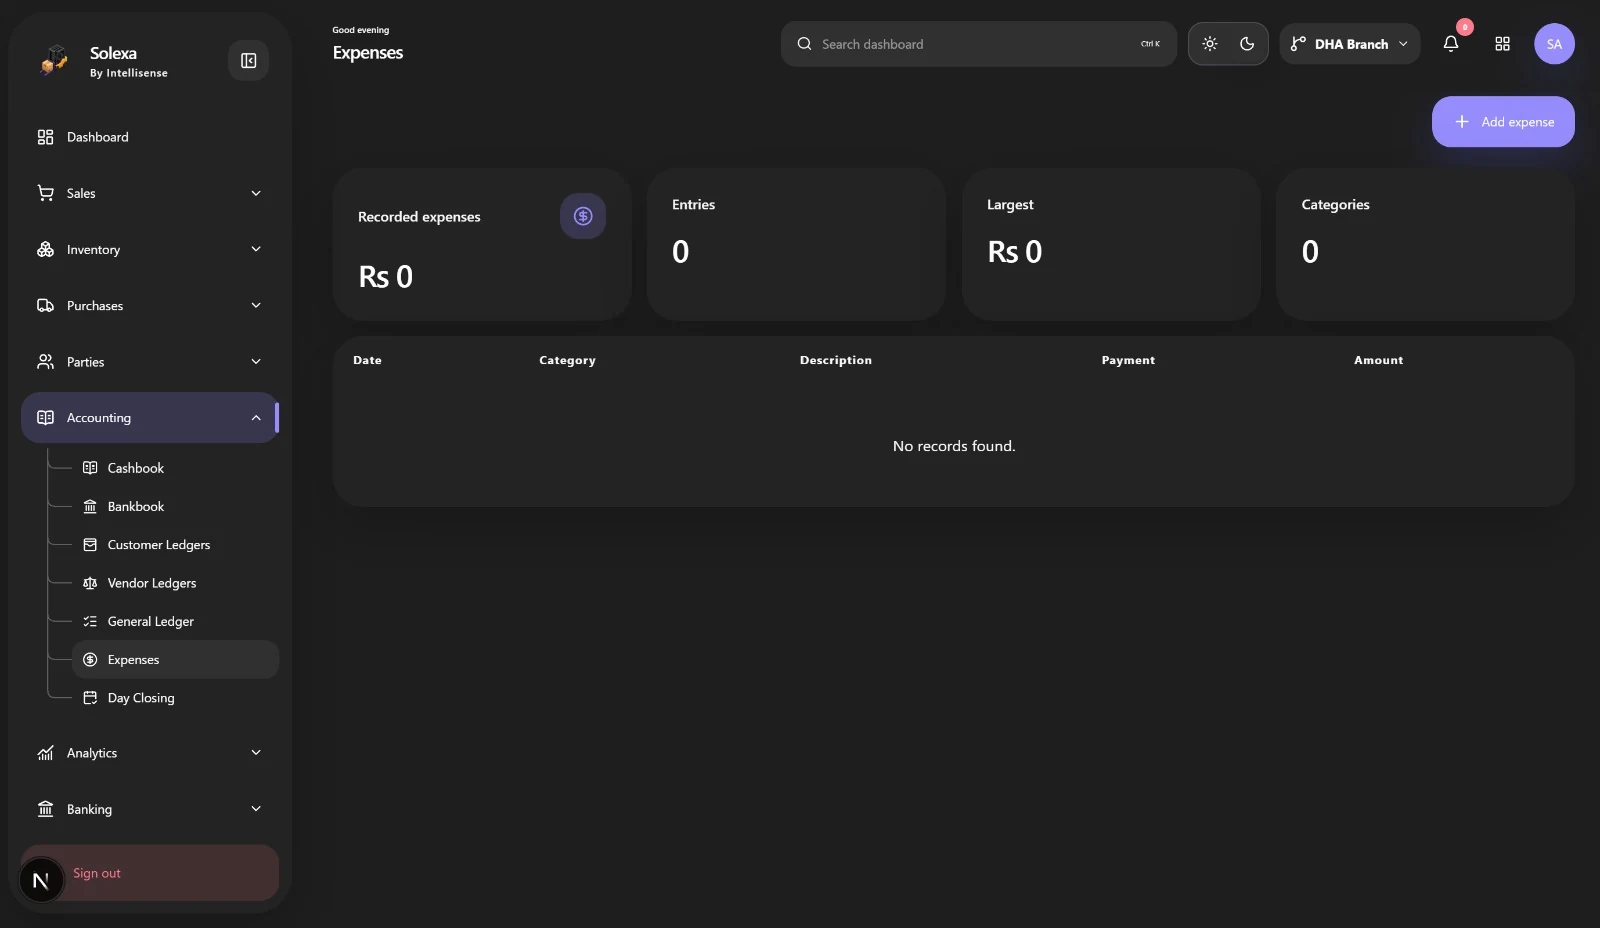 Solexa
By Intellisense
Dashboard
Sales
Inventory
Purchases
Parties
Accounting
Cashbook
Bankbook
Customer Ledgers
Vendor Ledgers
General Ledger
Expenses
Day Closing
Analytics
Banking
N
Sign out
Good evening
Expenses
Search dashboard
Ctrl K
DHA Branch
0
SA
Add expense
Recorded expenses
Rs 0
Entries
0
Largest
Rs 0
Categories
0
Date Category Description Payment Amount
No records found.